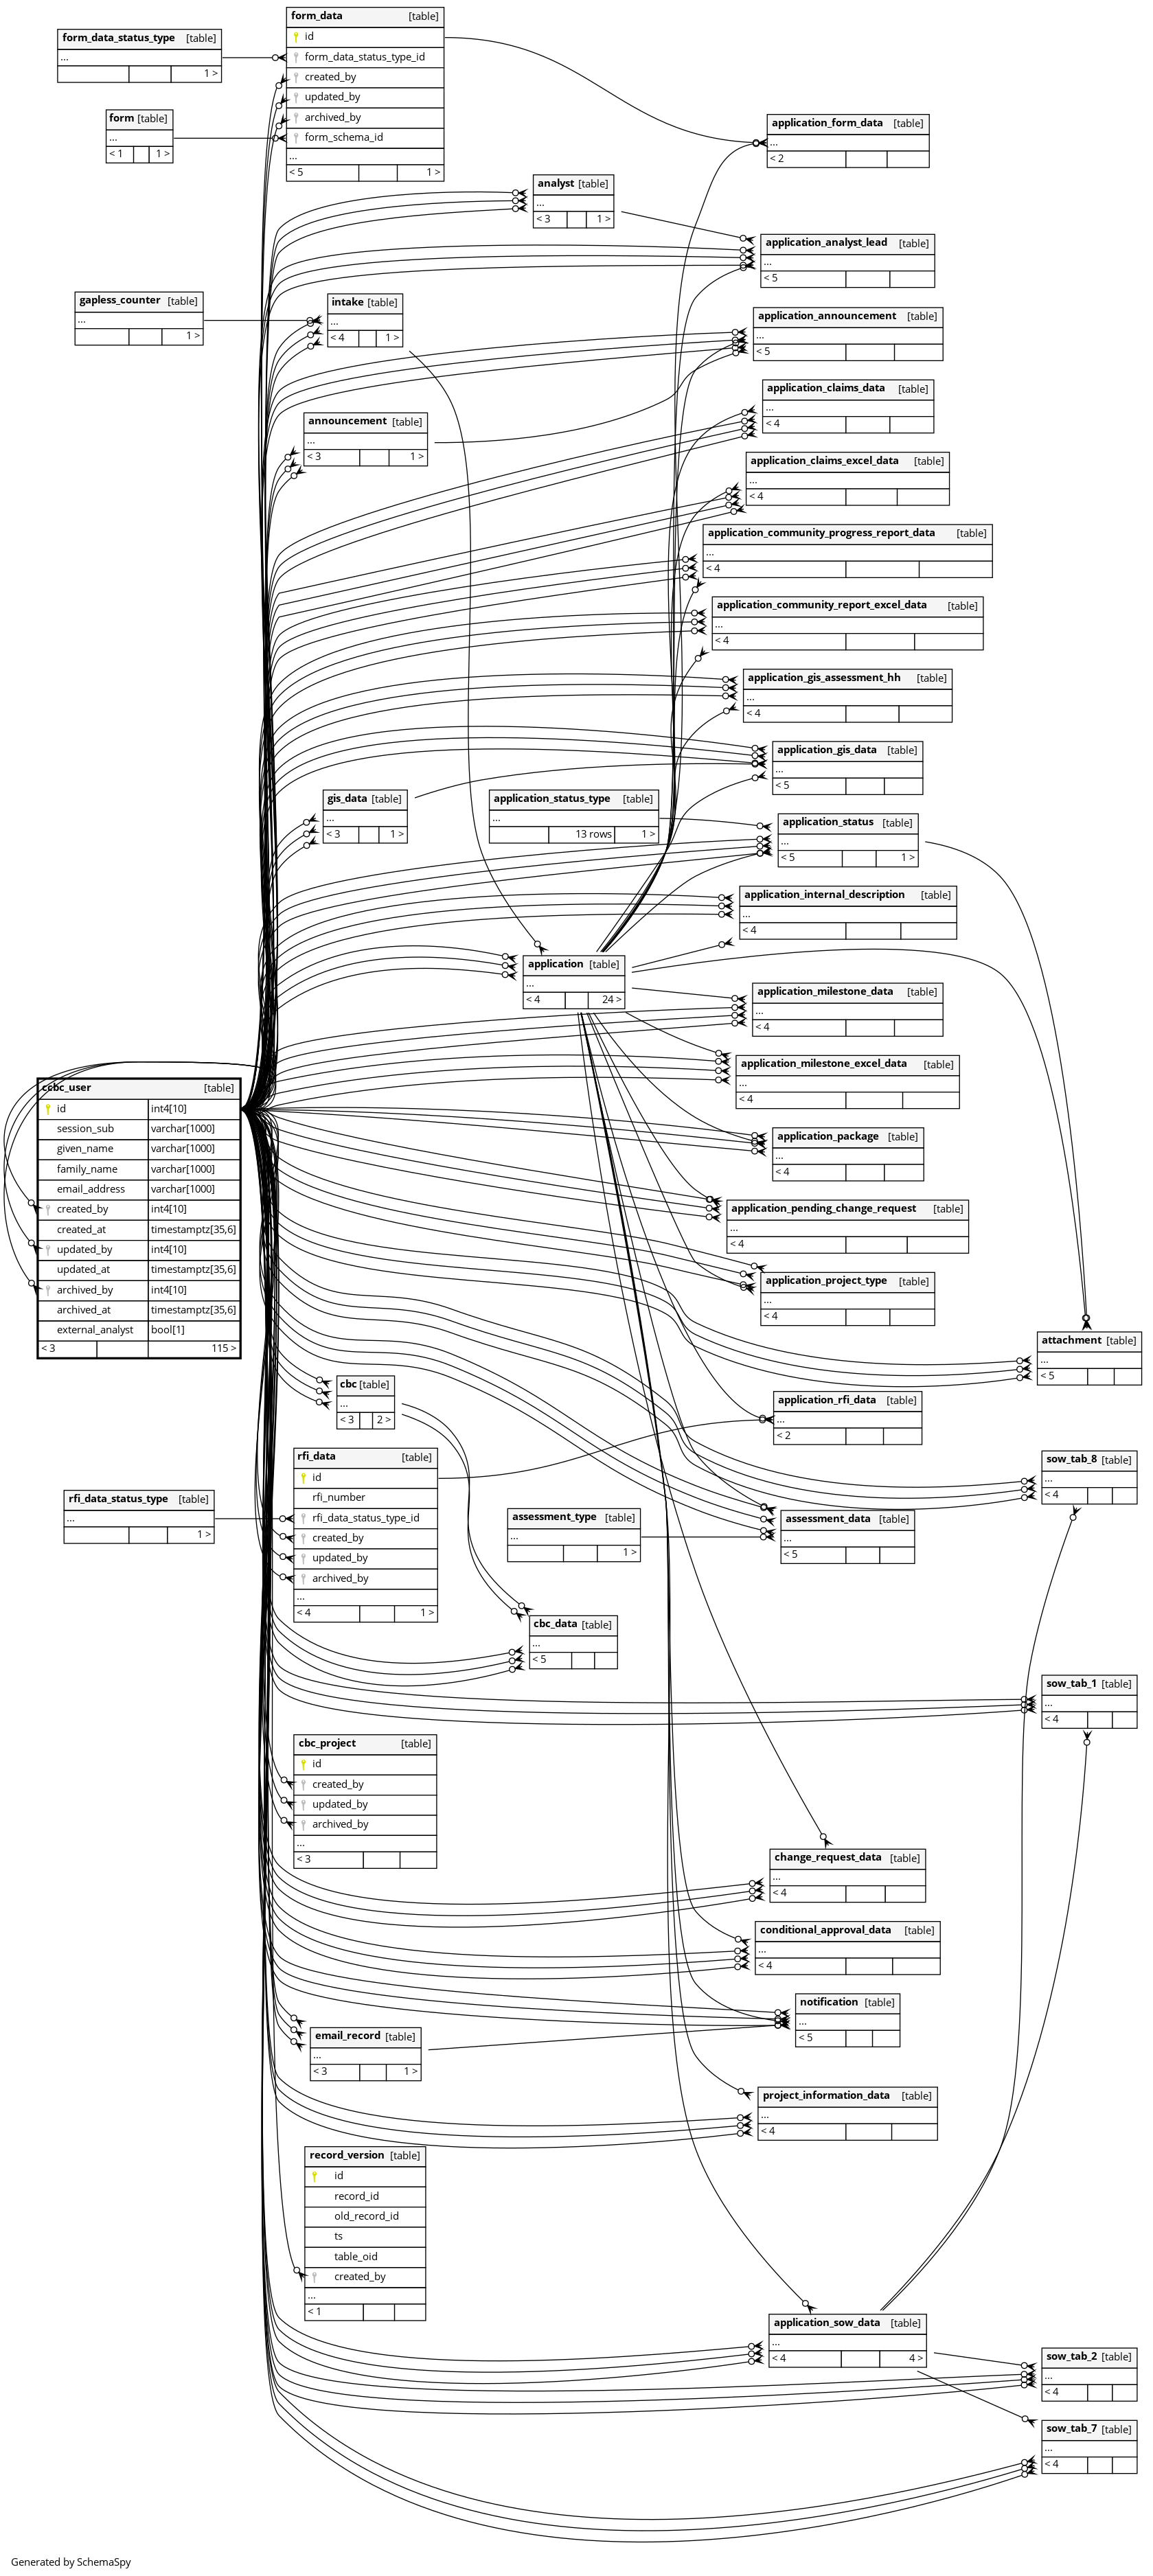 form_data [table]
id
form_data_status_type_id
created_by
updated_by
archived_by
form_schema_id
...
< 5 1 >
form_data_status_type [table]
...
1 >
form [table]
...
< 1 1 >
application_form_data [table]
...
< 2
analyst [table]
...
< 3 1 >
application_analyst_lead [table]
...
< 5
gapless_counter [table]
...
1 >
intake [table]
...
< 4 1 >
application_announcement [table]
...
< 5
application_claims_data [table]
...
< 4
announcement [table]
...
< 3 1 >
application_claims_excel_data [table]
...
< 4
application_community_progress_report_data [table]
...
< 4
application_community_report_excel_data [table]
...
< 4
application_gis_assessment_hh [table]
...
< 4
application_gis_data [table]
...
< 5
gis_data [table]
...
< 3 1 >
application_status_type [table]
...
13 rows 1 >
application_status [table]
...
< 5 1 >
application_internal_description [table]
...
< 4
application [table]
...
< 4 24 >
application_milestone_data [table]
...
< 4
application_milestone_excel_data [table]
...
< 4
ccbc_user [table]
id int4[10]
session_sub varchar[1000]
given_name varchar[1000]
family_name varchar[1000]
email_address varchar[1000]
created_by int4[10]
created_at timestamptz[35,6]
updated_by int4[10]
updated_at timestamptz[35,6]
archived_by int4[10]
archived_at timestamptz[35,6]
external_analyst bool[1]
< 3 115 >
application_package [table]
...
< 4
application_pending_change_request [table]
...
< 4
application_project_type [table]
...
< 4
attachment [table]
...
< 5
cbc [table]
...
< 3 2 >
application_rfi_data [table]
...
< 2
rfi_data [table]
id
rfi_number
rfi_data_status_type_id
created_by
updated_by
archived_by
...
< 4 1 >
sow_tab_8 [table]
...
< 4
rfi_data_status_type [table]
...
1 >
assessment_type [table]
...
1 >
assessment_data [table]
...
< 5
cbc_data [table]
...
< 5
sow_tab_1 [table]
...
< 4
cbc_project [table]
id
created_by
updated_by
archived_by
...
< 3
change_request_data [table]
...
< 4
conditional_approval_data [table]
...
< 4
notification [table]
...
< 5
email_record [table]
...
< 3 1 >
project_information_data [table]
...
< 4
record_version [table]
id
record_id
old_record_id
ts
table_oid
created_by
...
< 1
application_sow_data [table]
...
< 4 4 >
sow_tab_2 [table]
...
< 4
sow_tab_7 [table]
...
< 4
Generated by SchemaSpy